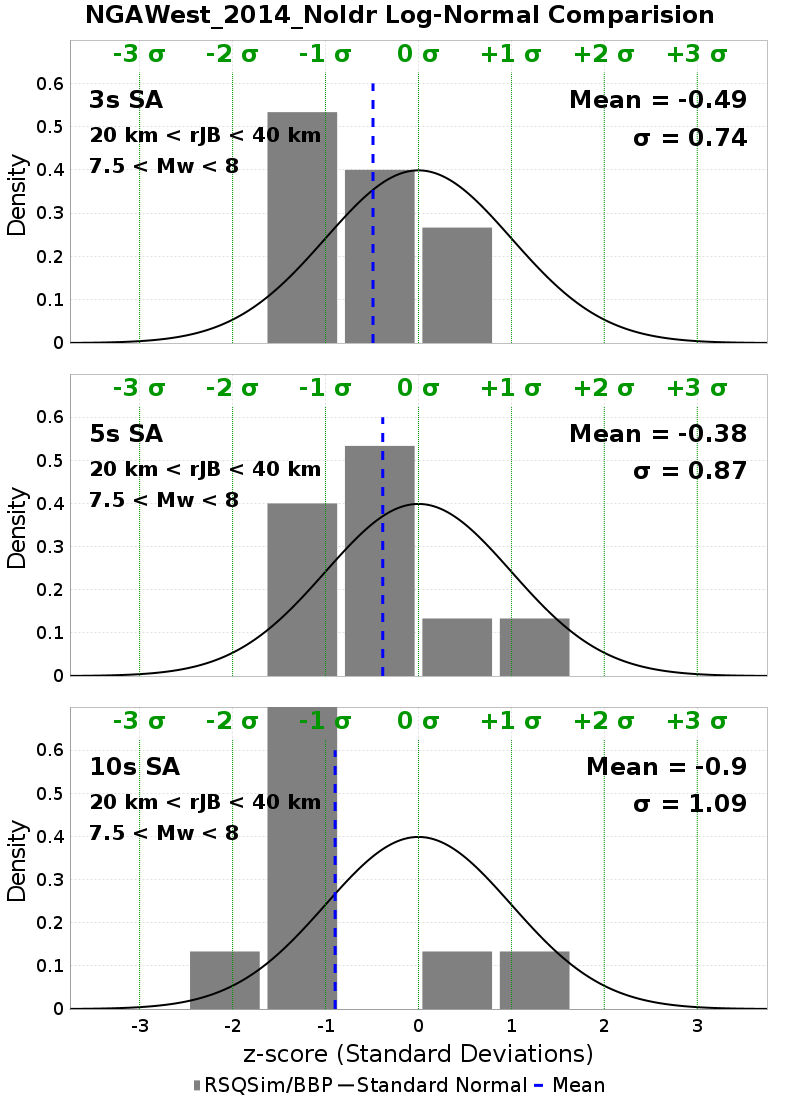 NGAWest_2014_NoIdr Log-Normal Comparision
-3 σ -2 σ -1 σ 0 σ +1 σ +2 σ +3 σ
0.6
3s SA Mean = -0.49
0.5
20 km < rJB < 40 km σ = 0.74
7.5 < Mw < 8
0.4
0.3
0.2
0.1
0
Density
-3 σ -2 σ -1 σ 0 σ +1 σ +2 σ +3 σ
0.6
5s SA Mean = -0.38
0.5
20 km < rJB < 40 km σ = 0.87
7.5 < Mw < 8
0.4
0.3
0.2
0.1
0
Density
-3 σ -2 σ -1 σ 0 σ +1 σ +2 σ +3 σ
0.6
10s SA Mean = -0.9
0.5
20 km < rJB < 40 km σ = 1.09
7.5 < Mw < 8
0.4
0.3
0.2
0.1
0
Density
-3 -2 -1 0 1 2 3
z-score (Standard Deviations)
RSQSim/BBP Standard Normal Mean